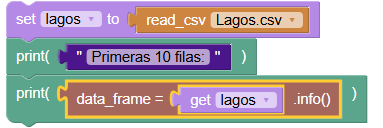 set lagos to read_csv Lagos.csv
print( " Primeras 10 filas: " )
print( data_frame = get lagos .info() )